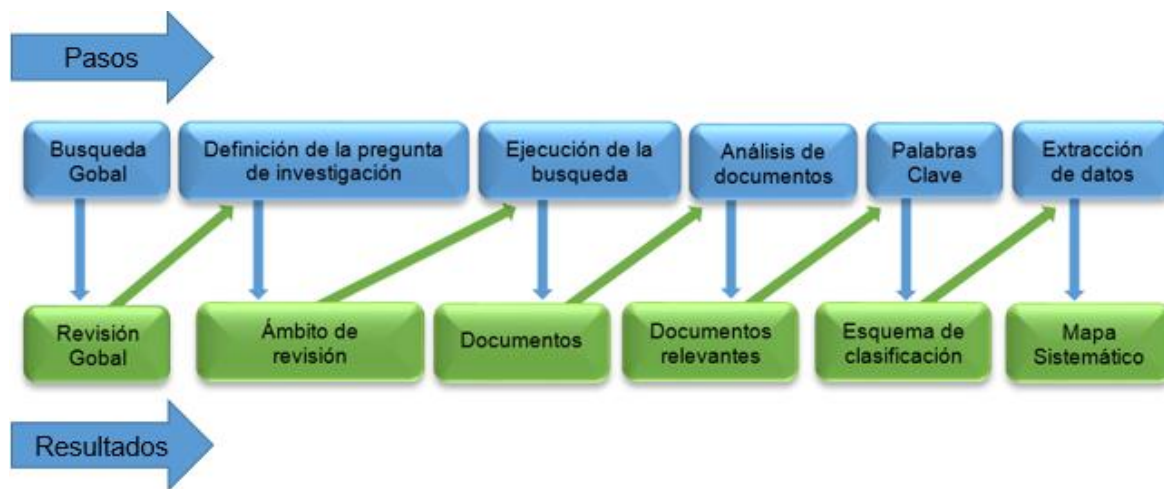 Pasos
Busqueda
Gobal
Definición de la pregunta
de investigación
Ejecución de la
busqueda
Análisis de
documentos
Palabras
Clave
Extracción
de datos
Revisión
Gobal
Ámbito de
revisión
Documentos
Documentos
relevantes
Esquema de
clasificación
Mapa
Sistemático
Resultados